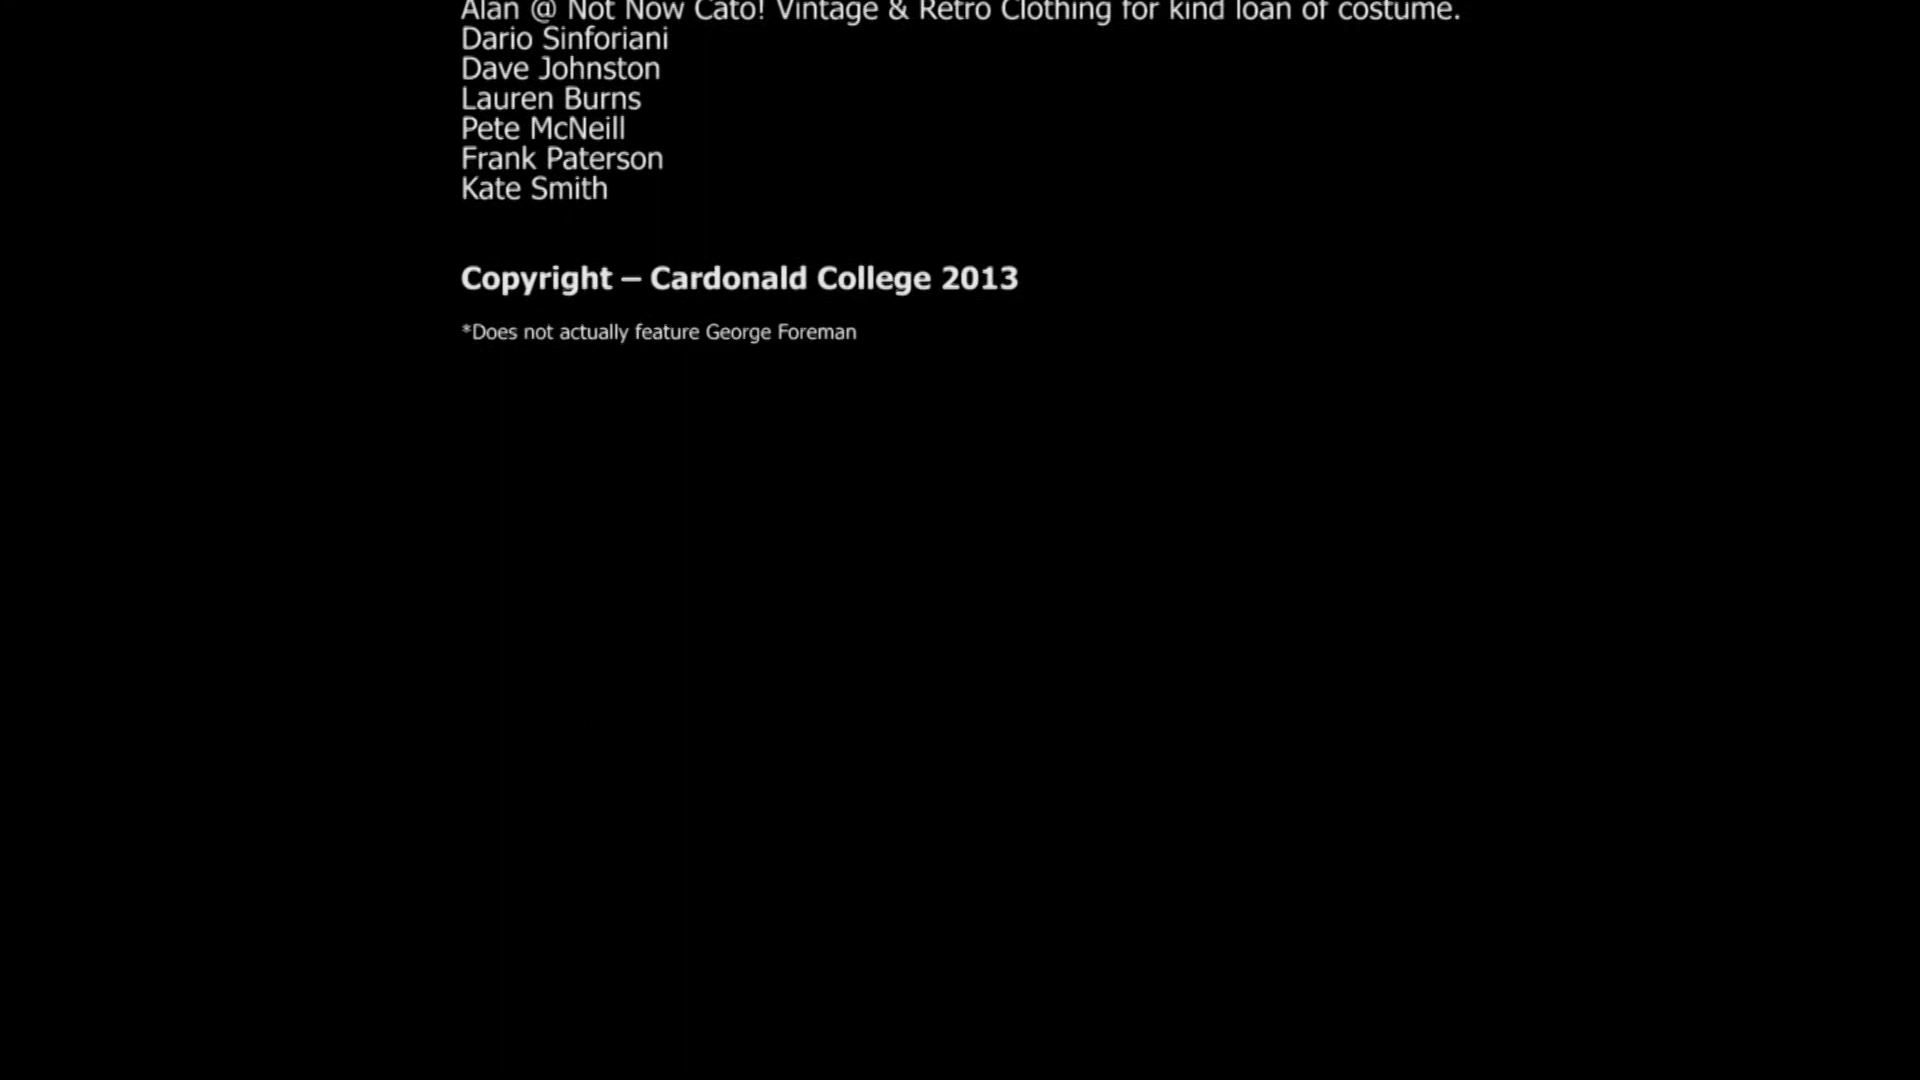 Alan @ Not Now Cato! Vintage & Retro Clothing for kind loan of costume.
Dario Sinforiani
Dave Johnston
Lauren Burns
Pete McNeill
Frank Paterson
Kate Smith
Copyright – Cardonald College 2013
*Does not actually feature George Foreman